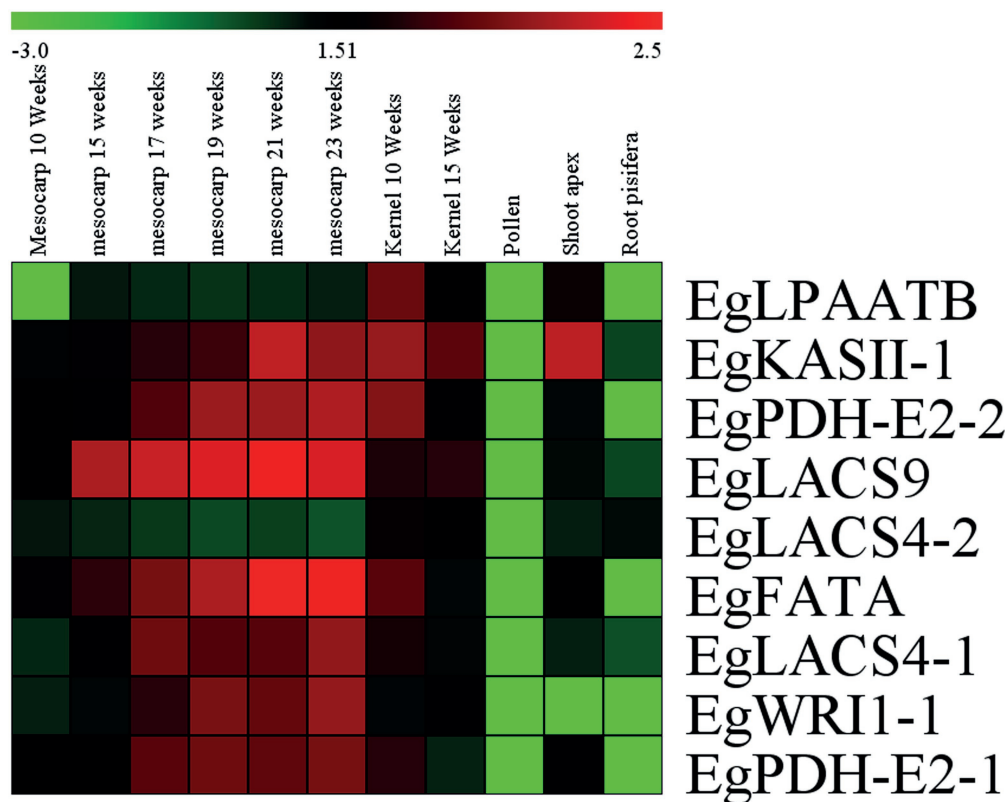 -3.0 1.51 2.5
Mesocarp 10 Weeks
mesocarp 15 weeks
mesocarp 17 weeks
mesocarp 19 weeks
mesocarp 21 weeks
mesocarp 23 weeks
Kernel 10 Weeks
Kernel 15 Weeks
Pollen
Shoot apex
Root pisifera
EgLPAATB
EgKASII-1
EgPDH-E2-2
EgLACS9
EgLACS4-2
EgFATA
EgLACS4-1
EgWRI1-1
EgPDH-E2-1